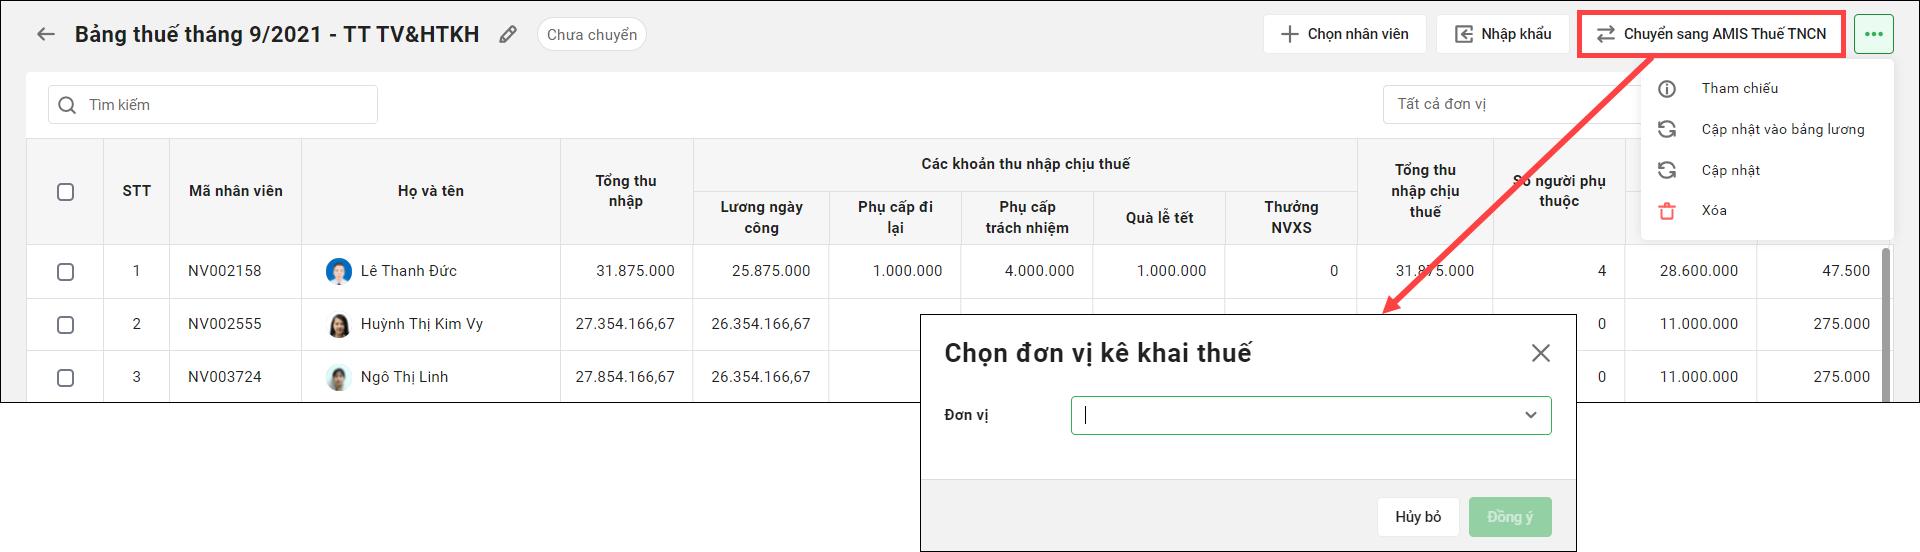 Bảng thuế tháng 9/2021 - TT TV&HTKH
Chưa chuyển
Chọn nhân viên
Nhập khẩu
Chuyển sang AMIS Thuế TNCN
Tìm kiếm
Tất cả đơn vị
Tham chiếu
Cập nhật vào bảng lương
Cập nhật
Xóa
STT
Mã nhân viên
Họ và tên
Tổng thu
nhập
Các khoản thu nhập chịu thuế
Lương ngày
công
Phụ cấp đi
lại
Phụ cấp
trách nhiệm
Quà lễ tết
Thưởng
NVXS
Tổng thu
nhập chịu
thuế
Số người phụ
thuộc
1 NV002158 Lê Thanh Đức 31.875.000 25.875.000 1.000.000 4.000.000 1.000.000 0 31.875.000 4 28.600.000 47.500
2 NV002555 Huỳnh Thị Kim Vy 27.354.166,67 26.354.166,67 0 11.000.000 275.000
3 NV003724 Ngô Thị Linh 27.854.166,67 26.354.166,67 0 11.000.000 275.000
Chọn đơn vị kê khai thuế
Đơn vị
Hủy bỏ
Đồng ý